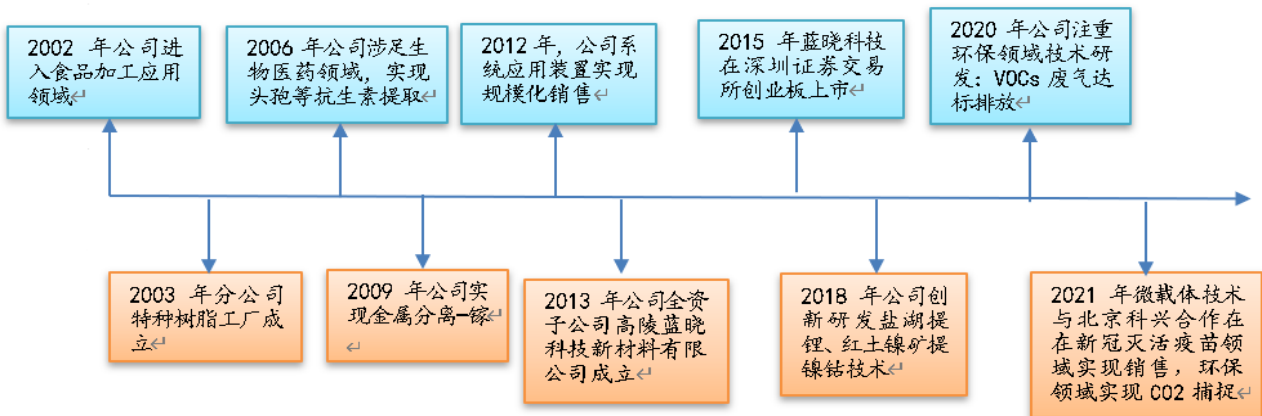 2002 年公司进
入食品加工应用
领域↵
2006 年公司涉足生
物医药领域，实现
头孢等抗生素提取↵
2012 年，公司系
统应用装置实现
规模化销售↵
2015 年蓝晓科技
在深圳证券交易
所创业板上市↵
2020 年公司注重
环保领域技术研
发：VOCs 废气达
标排放↵
2003 年分公司
特种树脂工厂成
立↵
2009 年公司实
现金属分离-镓↵
↵
2013 年公司全资
子公司高陵蓝晓
科技新材料有限
公司成立↵
2018 年公司创
新研发盐湖提
锂、红土镍矿提
镍钴技术↵
2021 年微载体技术
与北京科兴合作在
在新冠灭活疫苗领
域实现销售，环保
领域实现 CO2 捕捉↵